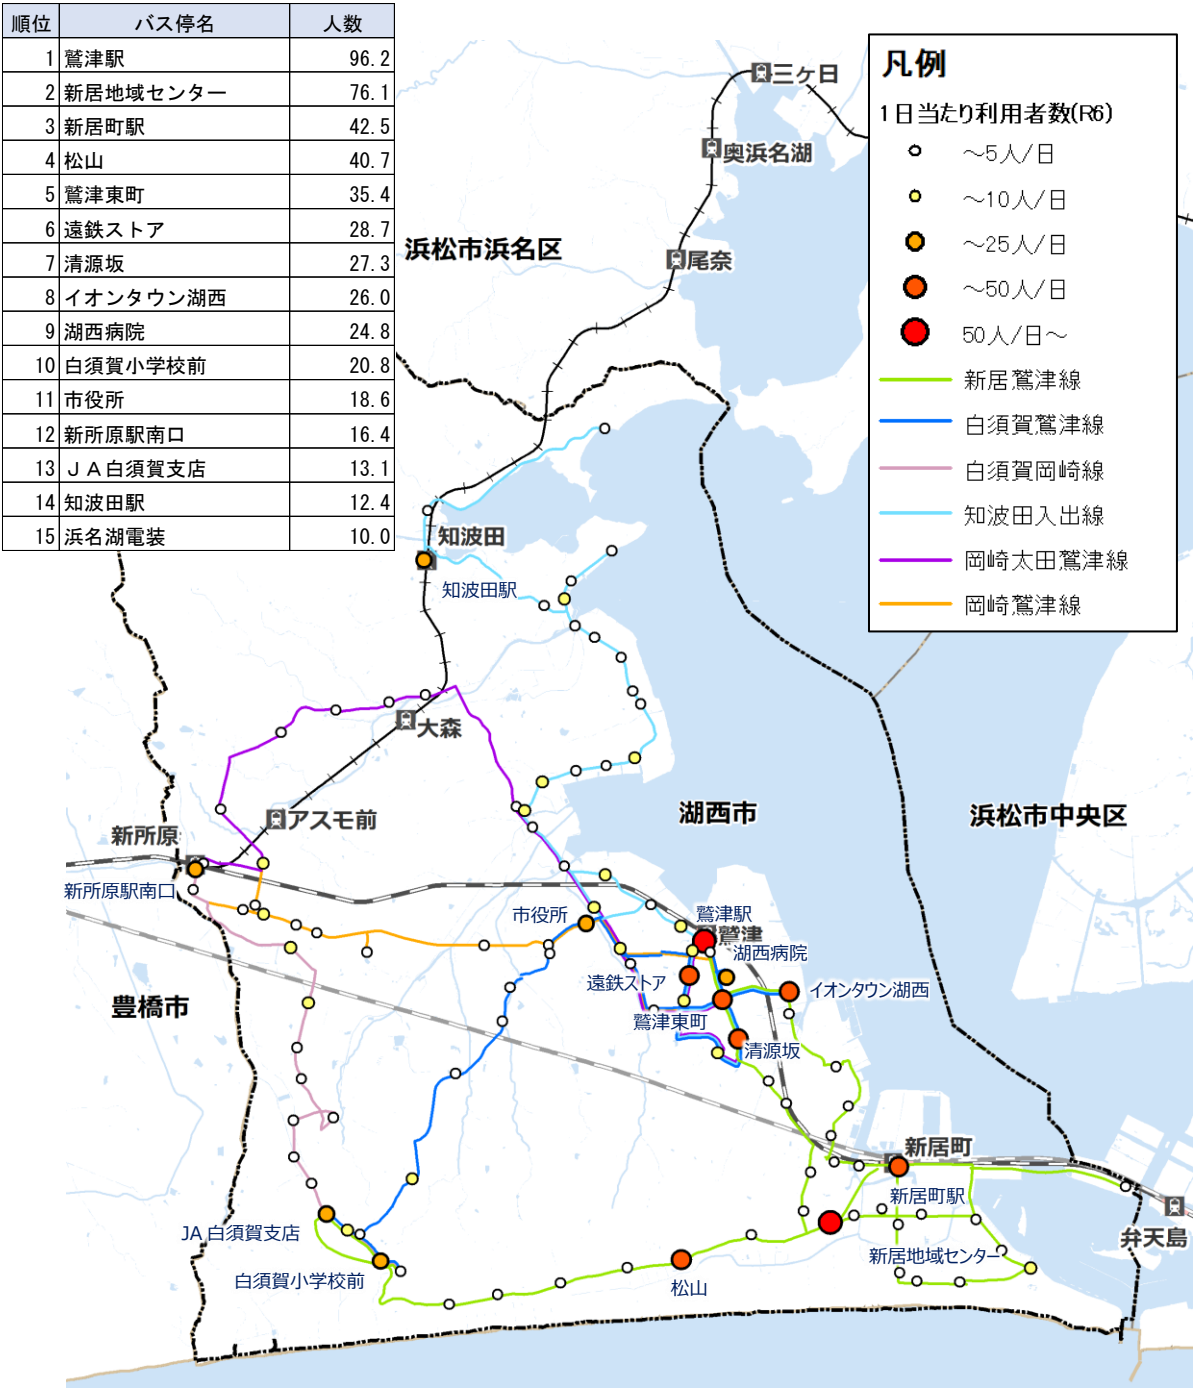 順位 バス停名 人数
1 鷲津駅 96.2
2 新居地域センター 76.1
3 新居町駅 42.5
4 松山 40.7
5 鷲津東町 35.4
6 遠鉄ストア 28.7
7 清源坂 27.3
8 イオンタウン湖西 26.0
9 湖西病院 24.8
10 白須賀小学校前 20.8
11 市役所 18.6
12 新所原駅南口 16.4
13 ＪＡ白須賀支店 13.1
14 知波田駅 12.4
15 浜名湖電装 10.0
凡例
1日当たり利用者数(R6)
～5人/日
～10人/日
～25人/日
～50人/日
50人/日～
新居鷲津線
白須賀鷲津線
白須賀岡崎線
知波田入出線
岡崎太田鷲津線
岡崎鷲津線
三ヶ日
奥浜名湖
浜松市浜名区
尾奈
知波田
知波田駅
大森
アスモ前
湖西市
浜松市中央区
新所原
新所原駅南口
市役所
鷲津駅
鷲津
湖西病院
遠鉄ストア
イオンタウン湖西
豊橋市
鷲津東町
清源坂
新居町
新居町駅
JA 白須賀支店
弁天島
新居地域センター
白須賀小学校前
松山